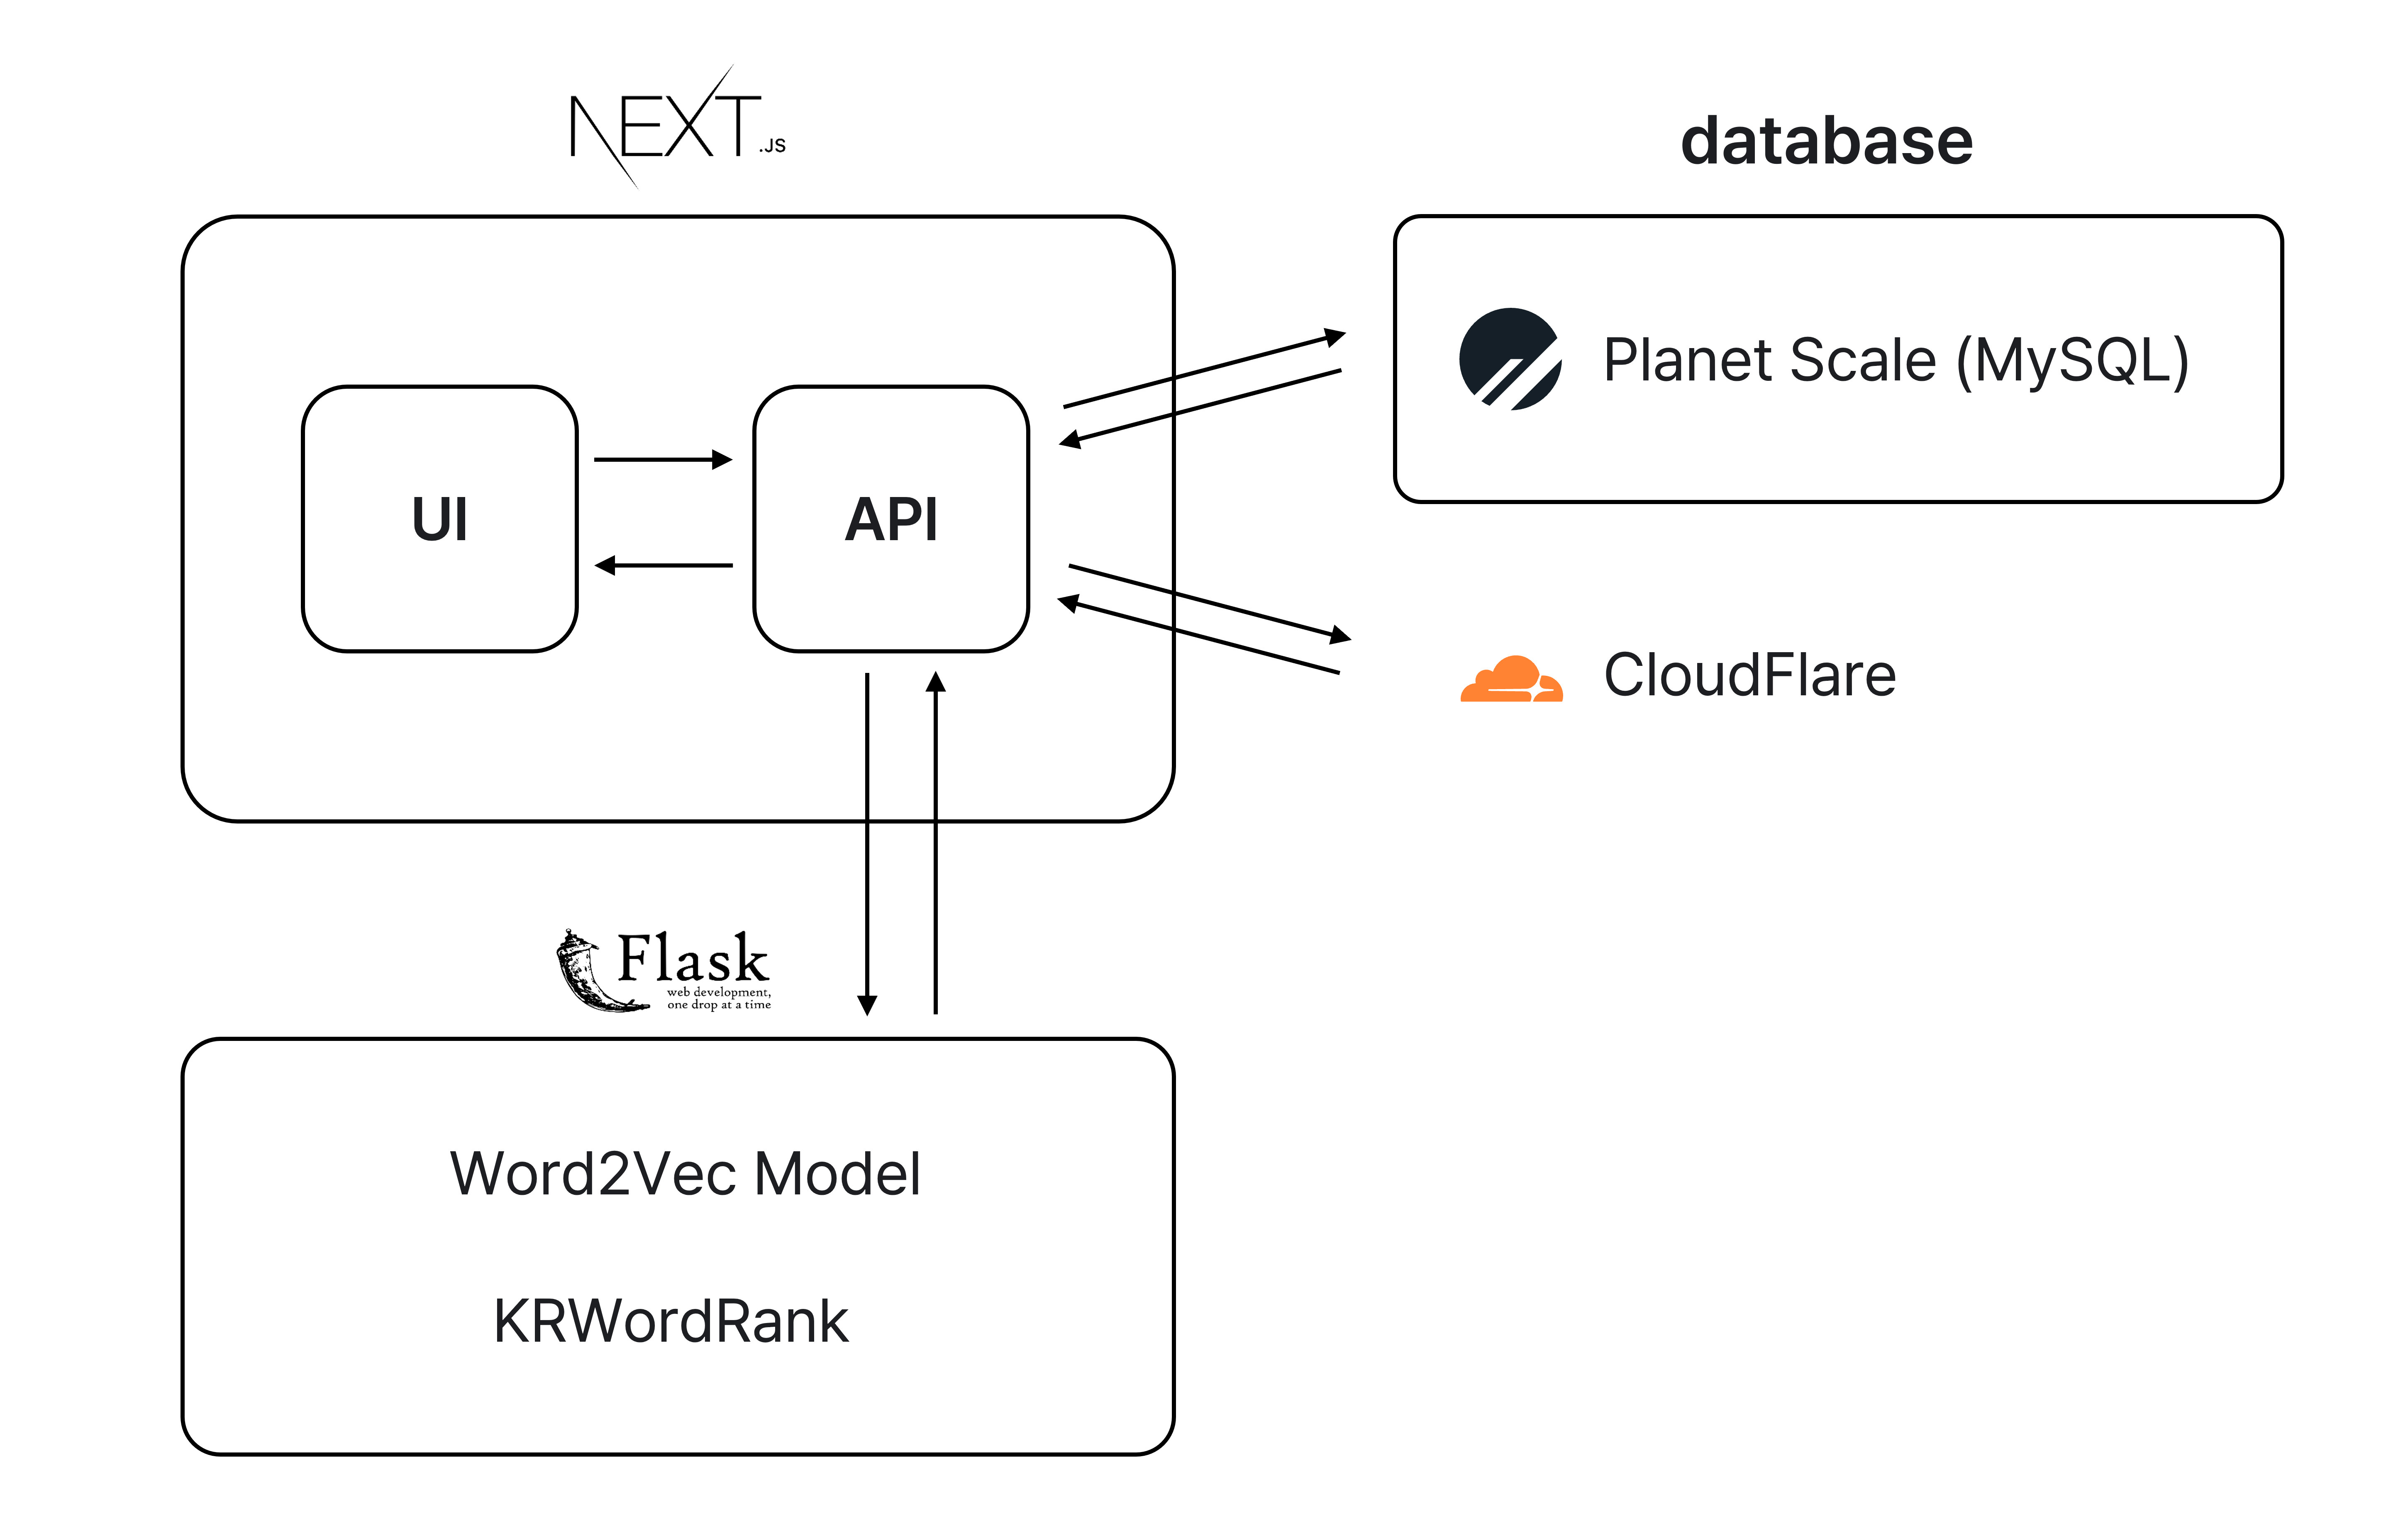 NEXT.JS
database
Planet Scale (MySQL)
UI
API
CloudFlare
Flask
web development,
one drop at a time
Word2Vec Model
KRWordRank